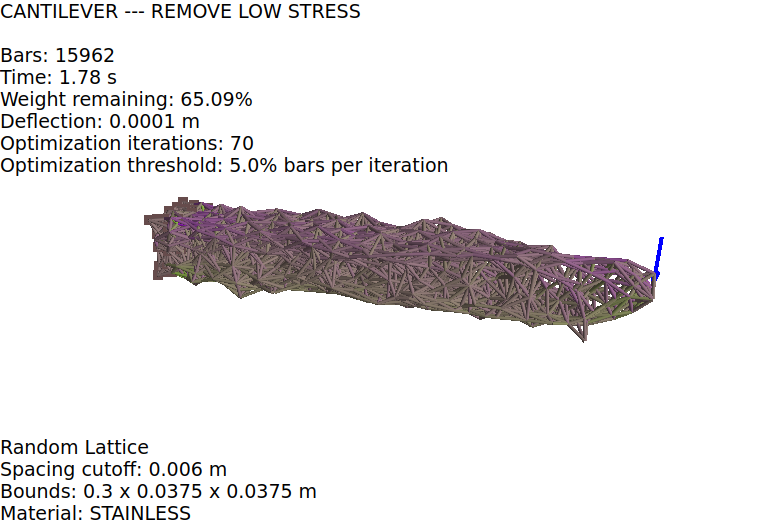 CANTILEVER --- REMOVE LOW STRESS
Bars: 15962
Time: 1.78 s
Weight remaining: 65.09%
Deflection: 0.0001 m
Optimization iterations: 70
Optimization threshold: 5.0% bars per iteration
Random Lattice
Spacing cutoff: 0.006 m
Bounds: 0.3 x 0.0375 x 0.0375 m
Material: STAINLESS